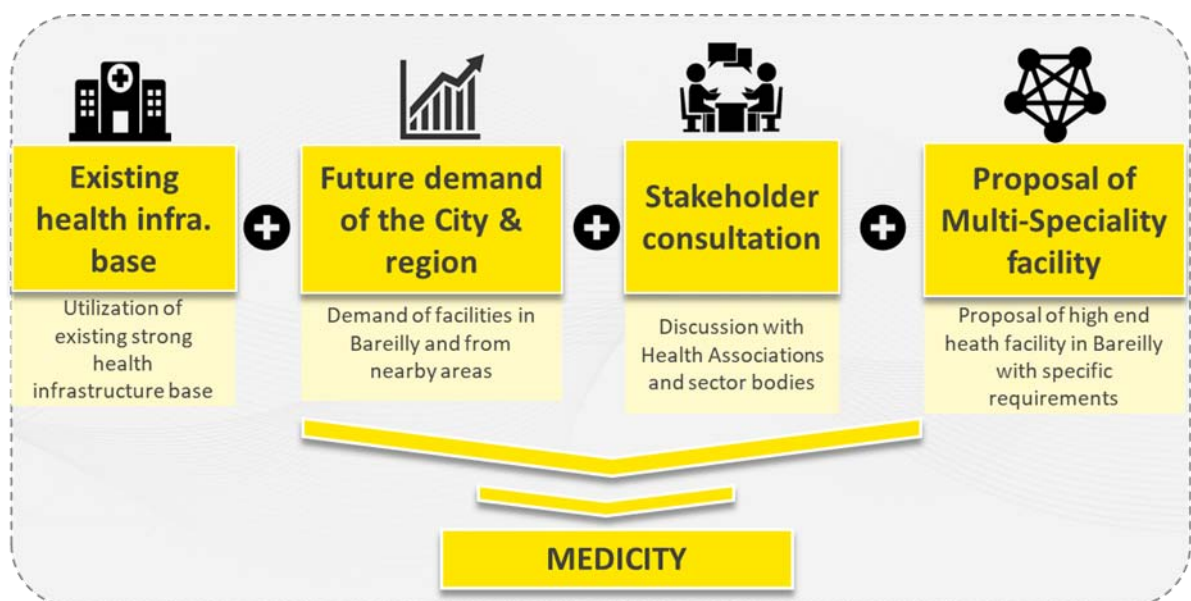 Existing
health infra.
base
Utilization of
existing strong
health
infrastructure base
Future demand
of the City &
region
Demand of facilities in
Bareilly and from
nearby areas
Stakeholder
consultation
Discussion with
Health Associations
and sector bodies
Proposal of
Multi-Speciality
facility
Proposal of high end
heath facility in Bareilly
with specific
requirements
MEDICITY